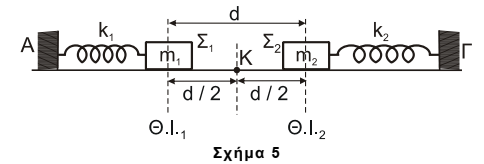 d
A k₁ Σ₁ Σ₂ k₂ Γ
m₁ K m₂
d / 2 d / 2
Θ.Ι.₁ Θ.Ι.₂
Σχήμα 5